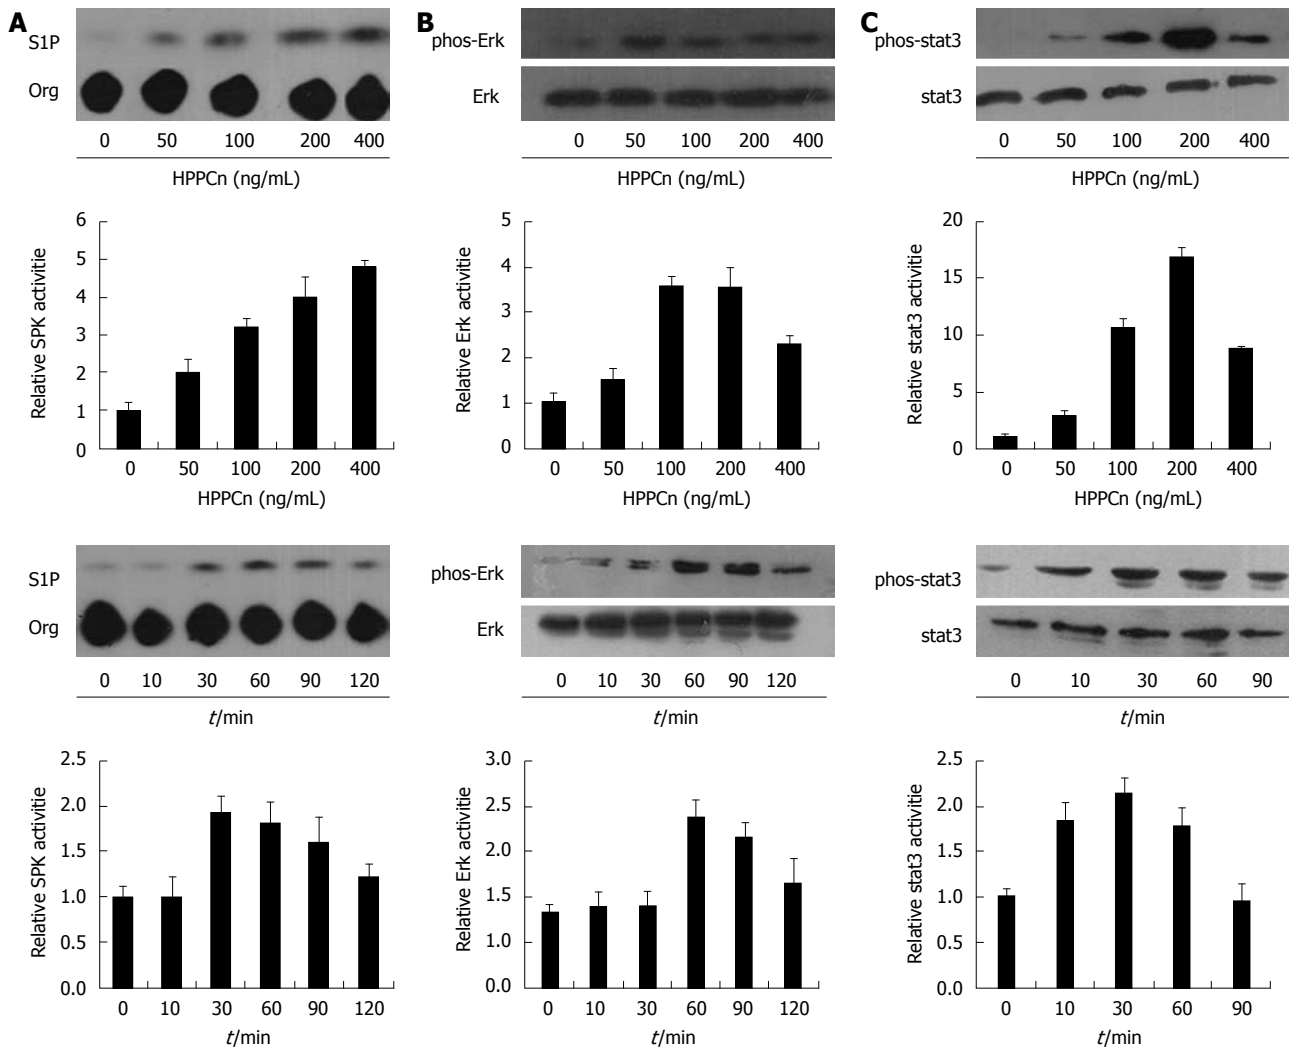 A
S1P
Org
0 50 100 200 400
HPPCn (ng/mL)
6
5
4
3
2
1
0
Relative SPK activitie
0 50 100 200 400
HPPCn (ng/mL)
S1P
Org
0 10 30 60 90 120
t/min
2.5
2.0
1.5
1.0
0.5
0.0
Relative SPK activitie
0 10 30 60 90 120
t/min
B
phos-Erk
Erk
0 50 100 200 400
HPPCn (ng/mL)
5
4
3
2
1
0
Relative Erk activitie
0 50 100 200 400
HPPCn (ng/mL)
phos-Erk
Erk
0 10 30 60 90 120
t/min
3.0
2.5
2.0
1.5
1.0
0.0
Relative Erk activitie
0 10 30 60 90 120
t/min
C
phos-stat3
stat3
0 50 100 200 400
HPPCn (ng/mL)
20
15
10
5
0
Relative stat3 activitie
0 50 100 200 400
HPPCn (ng/mL)
phos-stat3
stat3
0 10 30 60 90
t/min
2.5
2.0
1.5
1.0
0.5
0.0
Relative stat3 activitie
0 10 30 60 90
t/min